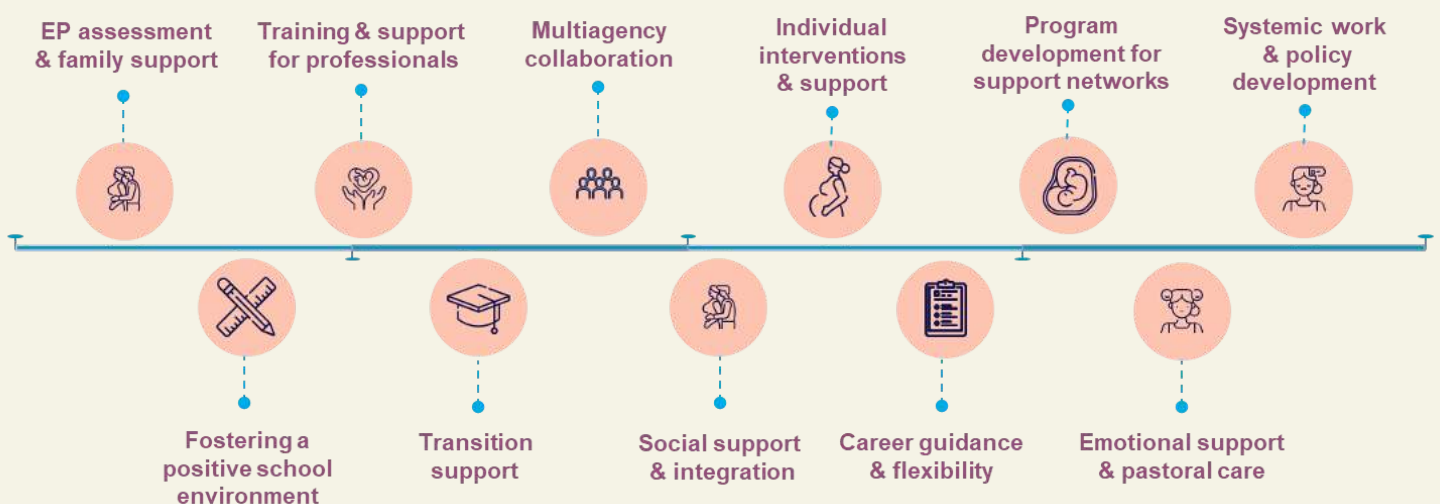 EP assessment
& family support
Training & support
for professionals
Multiagency
collaboration
Individual
interventions
& support
Program
development for
support networks
Systemic work
& policy
development
Fostering a
positive school
environment
Transition
support
Social support
& integration
Career guidance
& flexibility
Emotional support
& pastoral care